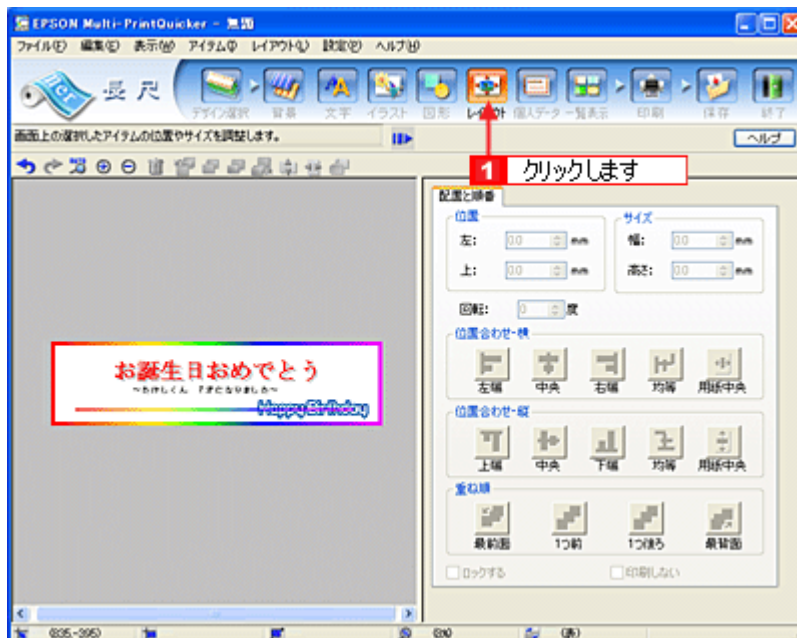 EPSON Multi-PrintQuicker - 無題
ファイル(F) 編集(E) 表示(W) アイテム(I) レイアウト(L) 設定(P) ヘルプ(H)
長尺
デザイン選択 背景 文字 イラスト 図形 レイアウト 個人データ 一覧表示 印刷 保存 終了
画面上の選択したアイテムの位置やサイズを調整します。
ヘルプ
1 クリックします
配置と順番
位置 サイズ
左: 0.0 mm 幅: 0.0 mm
上: 0.0 mm 高さ: 0.0 mm
回転: 0 度
位置合わせ-横
左端 中央 右端 均等 用紙中央
位置合わせ-縦
上端 中央 下端 均等 用紙中央
重ね順
最前面 1つ前 1つ後ろ 最背面
ロックする 印刷しない
お誕生日おめでとう
Happy Birthday
(835,-395)